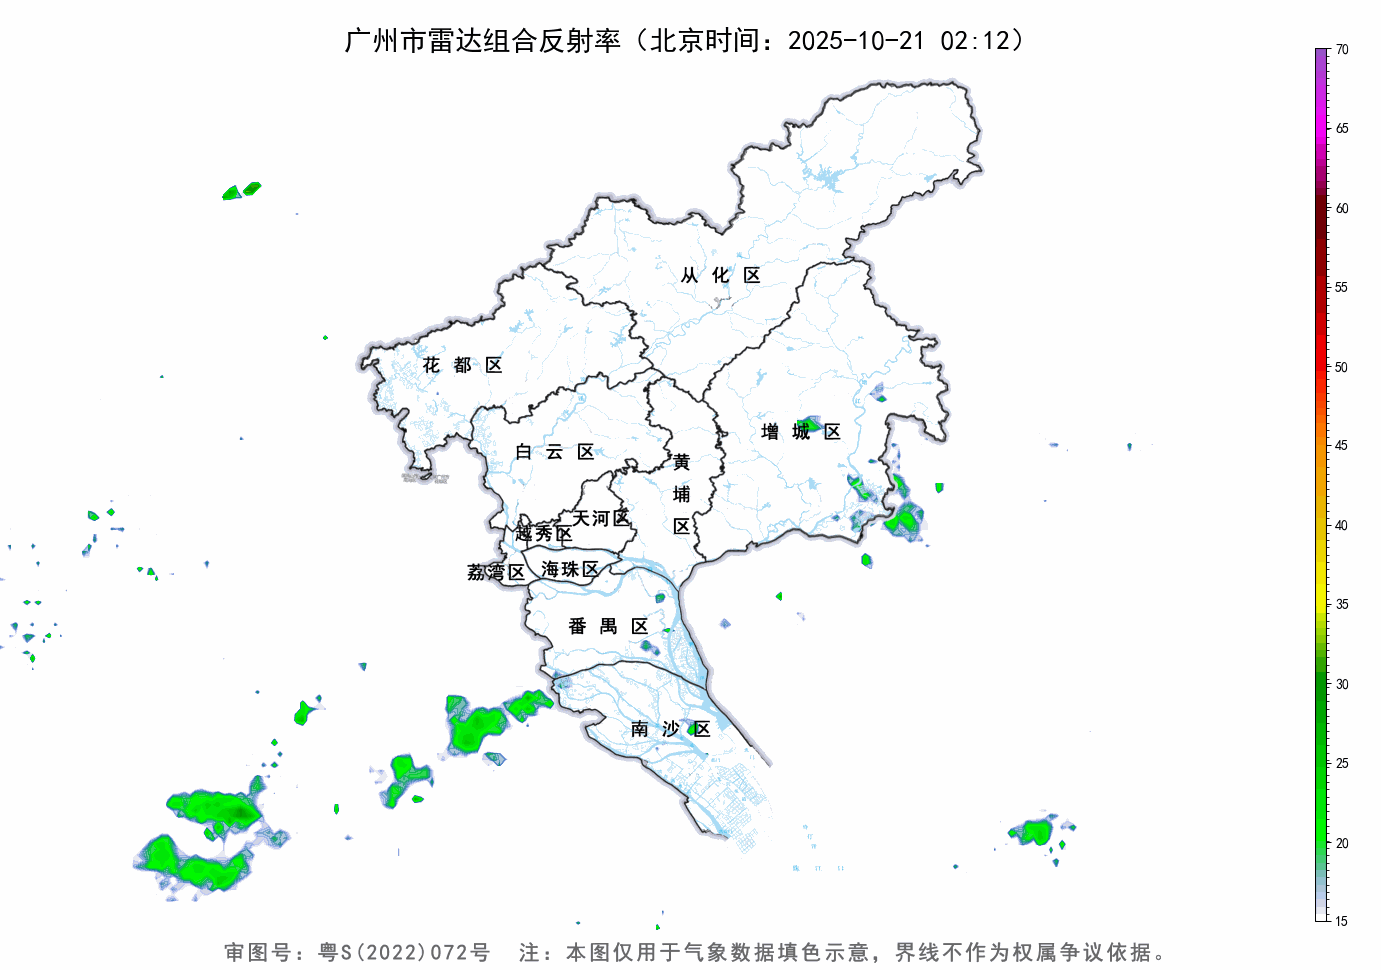 广州市雷达组合反射率（北京时间：2025-10-21 02:12）
70
65
60
55
50
45
40
35
30
25
20
15
从化区
花都区
增城区
白云区
黄埔区
天河区
越秀区
荔湾区
海珠区
番禺区
南沙区
审图号：粤S(2022)072号 注：本图仅用于气象数据填色示意，界线不作为权属争议依据。